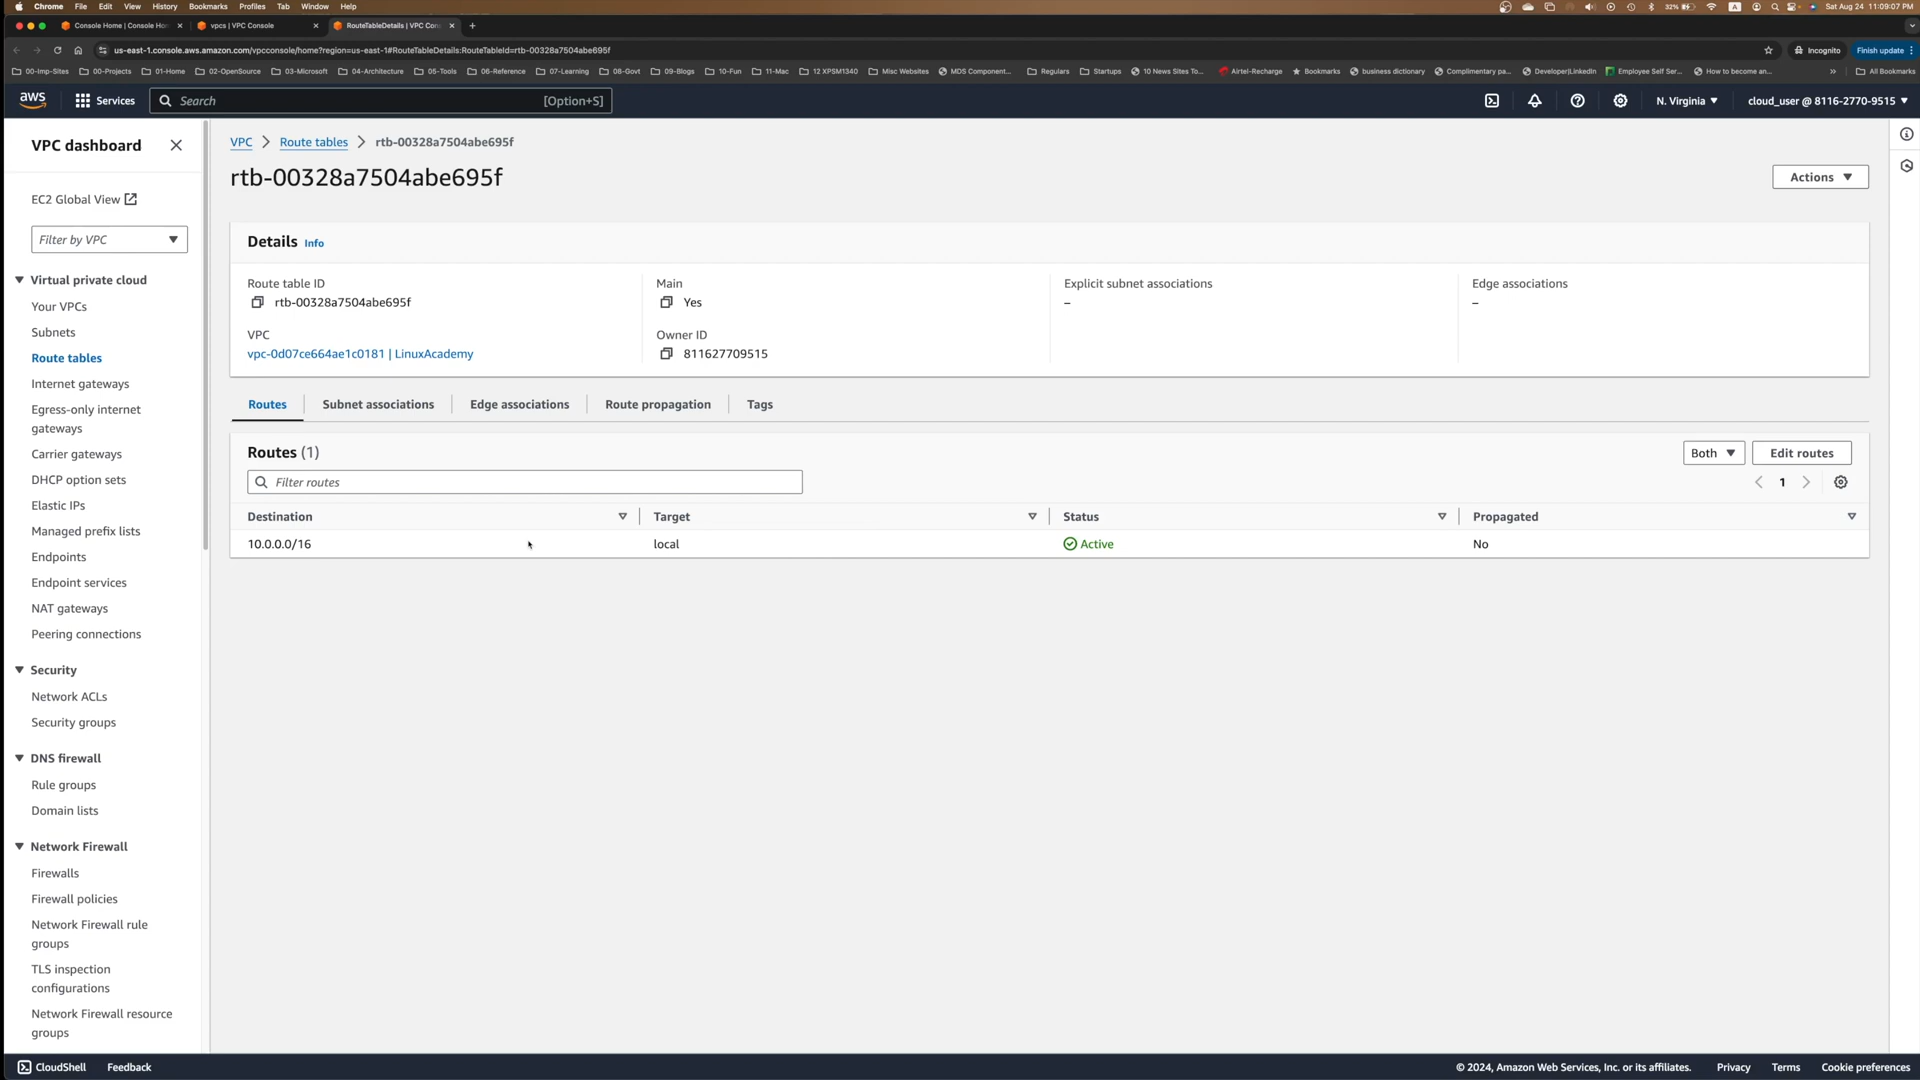 Chrome File Edit View History Bookmarks Profiles Tab Window Help 32% Sat Aug 24 11:09:07 PM
Console Home | Console Ho vpcs | VPC Console RouteTableDetails | VPC Con
us-east-1.console.aws.amazon.com/vpcconsole/home?region=us-east-1#RouteTableDetails:RouteTableId=rtb-00328a7504abe695f Incognito Finish update
00-Imp-Sites 00-Projects 01-Home 02-OpenSource 03-Microsoft 04-Architecture 05-Tools 06-Reference 07-Learning 08-Govt 09-Blogs 10-Fun 11-Mac 12 XPSM1340 Misc Websites MDS Component... Regulars Startups 10 News Sites To... Airtel-Recharge Bookmarks business dictionary Complimentary pa... Developer|LinkedIn Employee Self Ser... How to become an... » All Bookmarks
aws Services Search [Option+S] N. Virginia cloud_user @ 8116-2770-9515
VPC dashboard
EC2 Global View
Filter by VPC
Virtual private cloud
Your VPCs
Subnets
Route tables
Internet gateways
Egress-only internet
gateways
Carrier gateways
DHCP option sets
Elastic IPs
Managed prefix lists
Endpoints
Endpoint services
NAT gateways
Peering connections
Security
Network ACLs
Security groups
DNS firewall
Rule groups
Domain lists
Network Firewall
Firewalls
Firewall policies
Network Firewall rule
groups
TLS inspection
configurations
Network Firewall resource
groups
VPC Route tables rtb-00328a7504abe695f
rtb-00328a7504abe695f
Actions
Details Info
Route table ID
rtb-00328a7504abe695f
VPC
vpc-0d07ce664ae1c0181 | LinuxAcademy
Main
Yes
Owner ID
811627709515
Explicit subnet associations
–
Edge associations
–
Routes Subnet associations Edge associations Route propagation Tags
Routes (1)
Both Edit routes
Filter routes
1
Destination Target Status Propagated
10.0.0.0/16 local Active No
CloudShell Feedback © 2024, Amazon Web Services, Inc. or its affiliates. Privacy Terms Cookie preferences